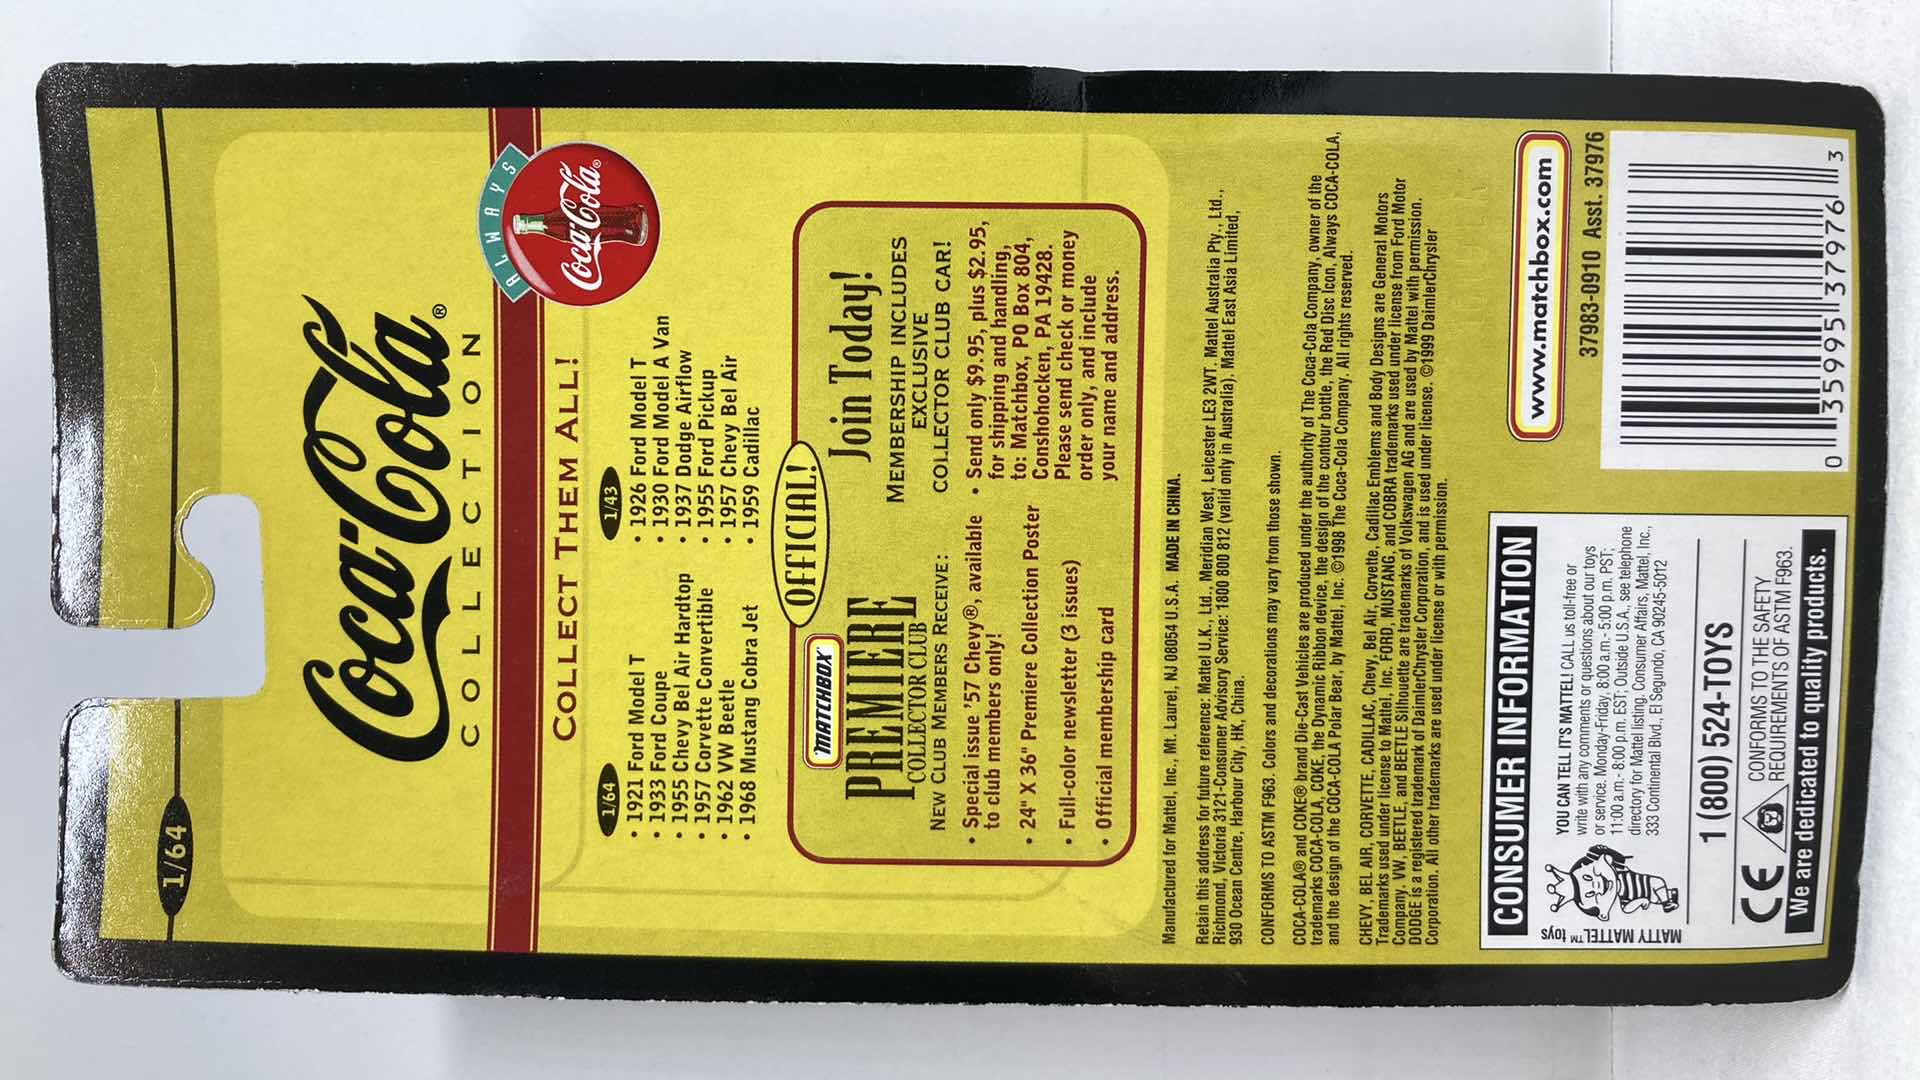 1/64
Coca-Cola®
COLLECTION
ALWAYS
Coca-Cola®
COLLECT THEM ALL!
1/64
• 1921 Ford Model T
• 1933 Ford Coupe
• 1955 Chevy Bel Air Hardtop
• 1957 Corvette Convertible
• 1962 VW Beetle
• 1968 Mustang Cobra Jet
1/43
• 1926 Ford Model T
• 1930 Ford Model A Van
• 1937 Dodge Airflow
• 1955 Ford Pickup
• 1957 Chevy Bel Air
• 1959 Cadillac
OFFICIAL!
MATCHBOX
PREMIERE
COLLECTOR CLUB
NEW CLUB MEMBERS RECEIVE:
• Special issue '57 Chevy®, available
to club members only!
• 24" X 36" Premiere Collection Poster
• Full-color newsletter (3 issues)
• Official membership card
Join Today!
MEMBERSHIP INCLUDES
EXCLUSIVE
COLLECTOR CLUB CAR!
• Send only $9.95, plus $2.95,
for shipping and handling,
to: Matchbox, PO Box 804,
Conshohocken, PA 19428.
Please send check or money
order only, and include
your name and address.
Manufactured for Mattel, Inc., Mt. Laurel, NJ 08054 U.S.A. MADE IN CHINA.
Retain this address for future reference: Mattel U.K., Ltd., Meridian West, Leicester LE3 2WT. Mattel Australia Pty., Ltd.,
Richmond, Victoria 3121-Consumer Advisory Service: 1800 800 812 (valid only in Australia). Mattel East Asia Limited,
930 Ocean Centre, Harbour City, HK, China.
CONFORMS TO ASTM F963. Colors and decorations may vary from those shown.
COCA-COLA® and COKE® brand Die-Cast Vehicles are produced under the authority of The Coca-Cola Company, owner of the
trademarks COCA-COLA, COKE, the Dynamic Ribbon device, the design of the contour bottle, the Red Disc Icon, Always COCA-COLA,
and the design of the COCA-COLA Polar Bear, by Mattel, Inc. ©1998 The Coca-Cola Company. All rights reserved.
CHEVY, BEL AIR, CORVETTE, CADILLAC, Chevy, Bel Air, Corvette, Cadillac Emblems and Body Designs are General Motors
Trademarks used under license to Mattel, Inc. FORD, MUSTANG, and COBRA trademarks used under license from Ford Motor
Company. VW, BEETLE, and BEETLE Silhouette are trademarks of Volkswagen AG and are used by Mattel with permission.
DODGE is a registered trademark of DaimlerChrysler Corporation, and is used under license. ©1999 DaimlerChrysler
Corporation. All other trademarks are used under license or with permission.
CONSUMER INFORMATION
MATTY MATTEL™ toys
YOU CAN TELL IT'S MATTEL! CALL us toll-free or
write with any comments or questions about our toys
or service. Monday-Friday, 8:00 a.m.- 5:00 p.m. PST;
11:00 a.m.- 8:00 p.m. EST; Outside U.S.A., see telephone
directory for Mattel listing. Consumer Affairs, Mattel, Inc.,
333 Continental Blvd., El Segundo, CA 90245-5012
1 (800) 524-TOYS
CE
CONFORMS TO THE SAFETY
REQUIREMENTS OF ASTM F963.
We are dedicated to quality products.
www.matchbox.com
37983-0910 Asst. 37976
0 35995 37976 3